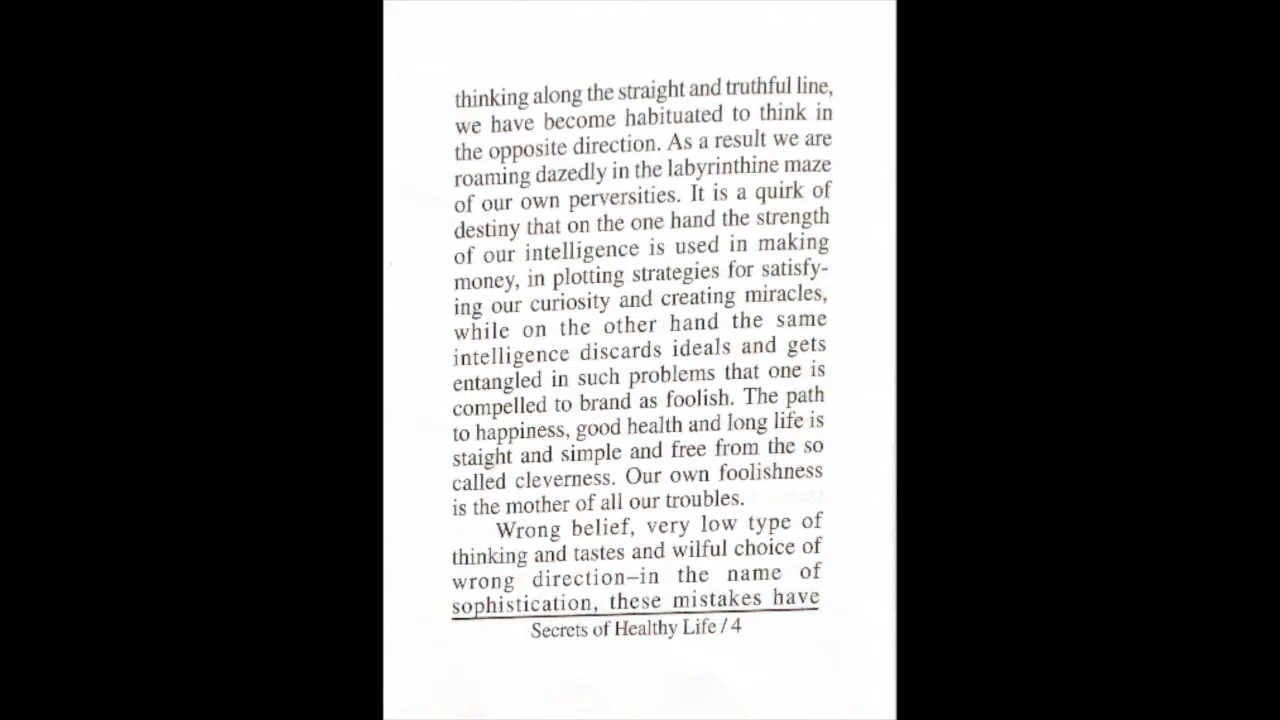 thinking along the straight and truthful line,
we have become habituated to think in
the opposite direction. As a result we are
roaming dazedly in the labyrinthine maze
of our own perversities. It is a quirk of
destiny that on the one hand the strength
of our intelligence is used in making
money, in plotting strategies for satisfy-
ing our curiosity and creating miracles,
while on the other hand the same
intelligence discards ideals and gets
entangled in such problems that one is
compelled to brand as foolish. The path
to happiness, good health and long life is
staight and simple and free from the so
called cleverness. Our own foolishness
is the mother of all our troubles.
Wrong belief, very low type of
thinking and tastes and wilful choice of
wrong direction–in the name of
sophistication, these mistakes have
Secrets of Healthy Life / 4